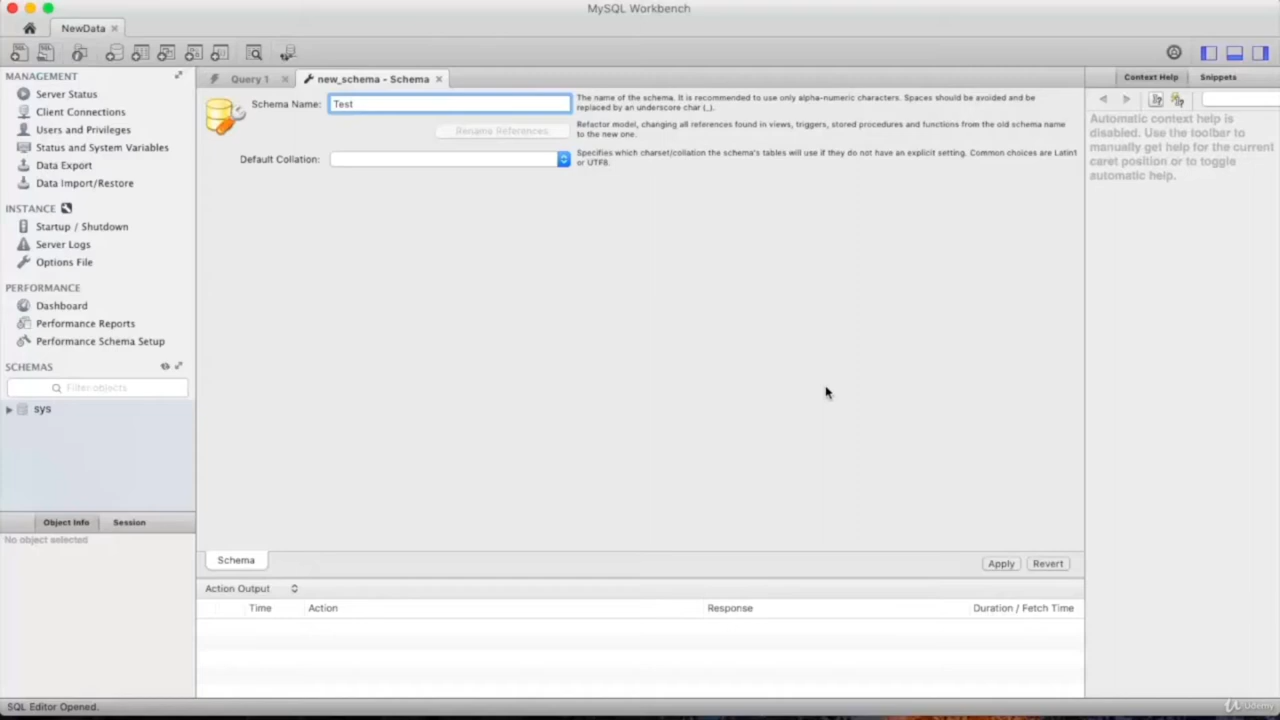 MySQL Workbench
NewData
Query 1
new_schema - Schema
Context Help
Snippets
MANAGEMENT
Server Status
Client Connections
Users and Privileges
Status and System Variables
Data Export
Data Import/Restore
INSTANCE
Startup / Shutdown
Server Logs
Options File
PERFORMANCE
Dashboard
Performance Reports
Performance Schema Setup
SCHEMAS
Filter objects
sys
Object Info
Session
No object selected
Schema Name:
Test
The name of the schema. It is recommended to use only alpha-numeric characters. Spaces should be avoided and be
replaced by an underscore char (_).
Rename References
Refactor model, changing all references found in views, triggers, stored procedures and functions from the old schema name
to the new one.
Default Collation:
Specifies which charset/collation the schema's tables will use if they do not have an explicit setting. Common choices are Latin1
or UTF8.
Automatic context help is
disabled. Use the toolbar to
manually get help for the current
caret position or to toggle
automatic help.
Schema
Apply
Revert
Action Output
Time
Action
Response
Duration / Fetch Time
SQL Editor Opened.
Udemy